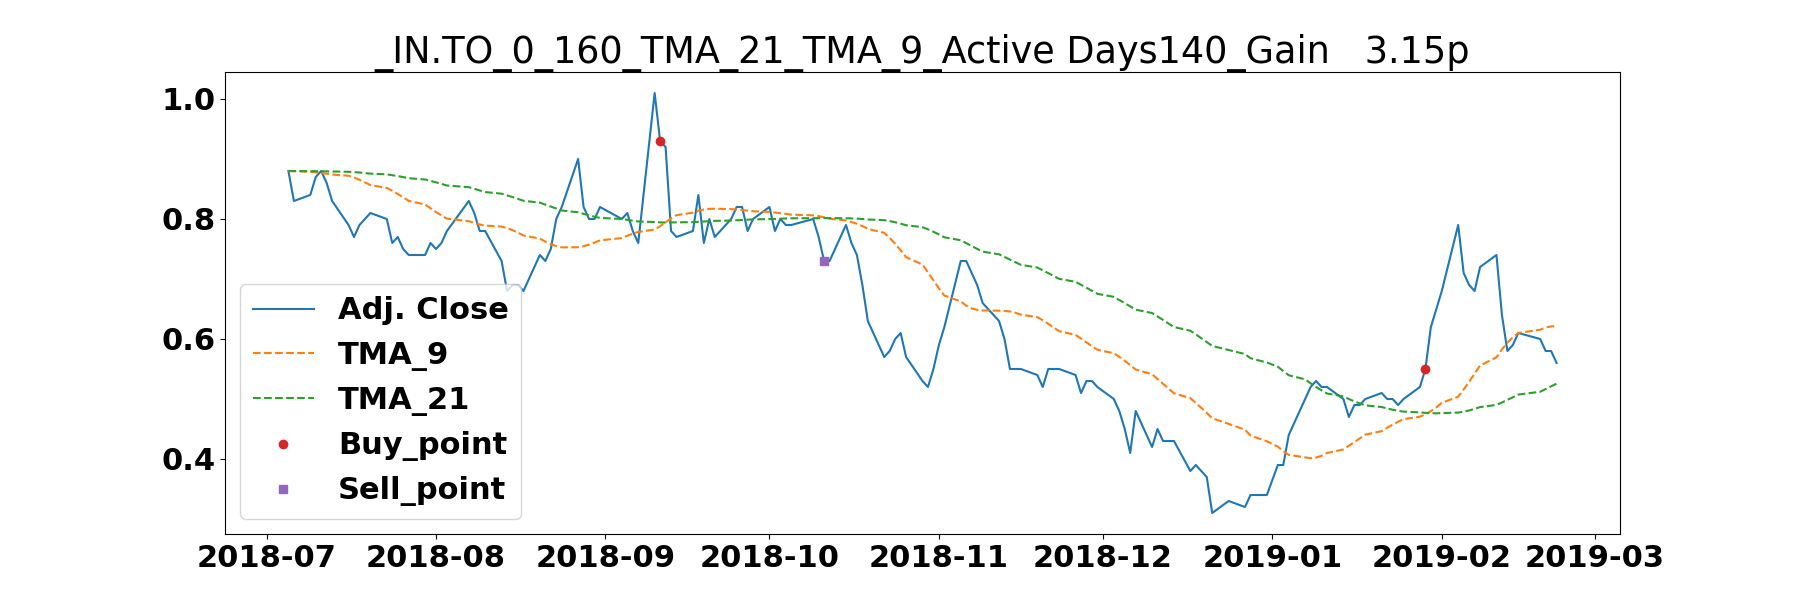 _IN.TO_0_160_TMA_21_TMA_9_Active Days140_Gain   3.15p
1.0
0.8
0.6
0.4
Adj. Close
TMA_9
TMA_21
Buy_point
Sell_point
2018-07 2018-08 2018-09 2018-10 2018-11 2018-12 2019-01 2019-02 2019-03